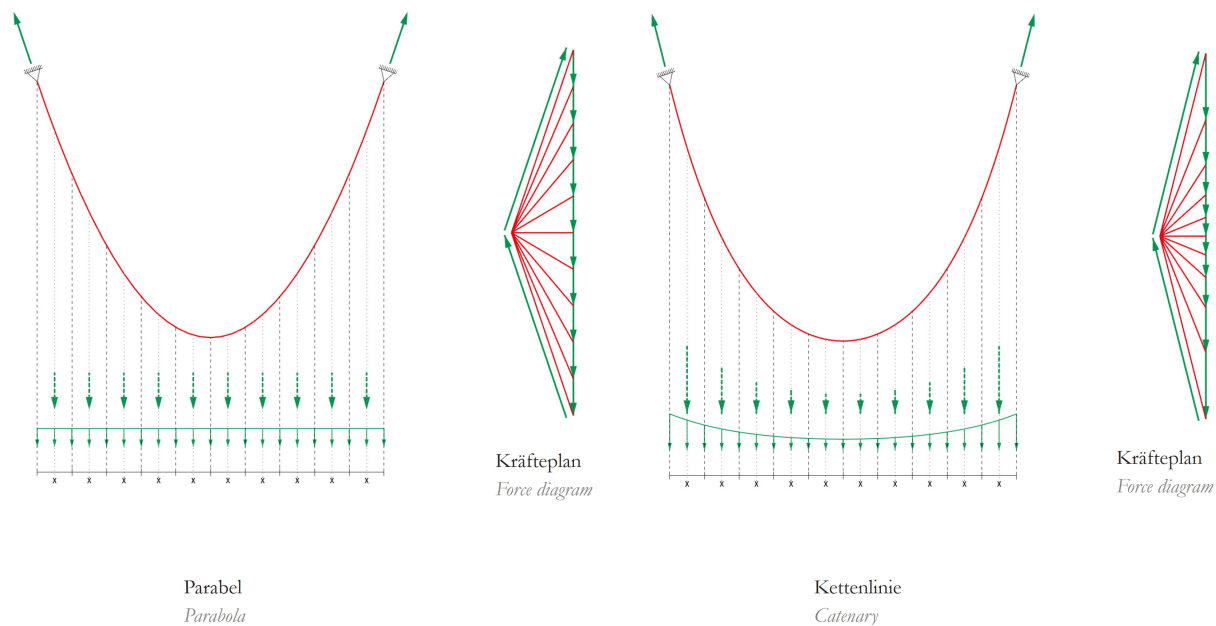 x x x x x x x x x x
x x x x x x x x x x
Kräfteplan
Force diagram
Kräfteplan
Force diagram
Parabel
Parabola
Kettenlinie
Catenary